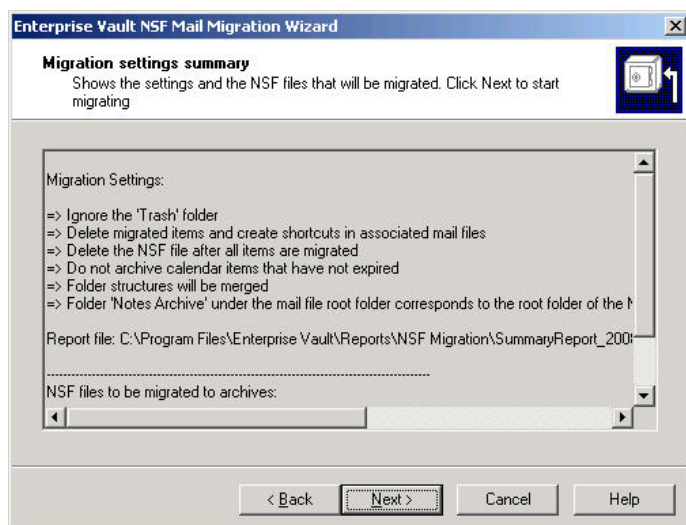 Enterprise Vault NSF Mail Migration Wizard
Migration settings summary
Shows the settings and the NSF files that will be migrated. Click Next to start
migrating
Migration Settings:
=> Ignore the 'Trash' folder
=> Delete migrated items and create shortcuts in associated mail files
=> Delete the NSF file after all items are migrated
=> Do not archive calendar items that have not expired
=> Folder structures will be merged
=> Folder 'Notes Archive' under the mail file root folder corresponds to the root folder of the
Report file: C:\Program Files\Enterprise Vault\Reports\NSF Migration\SummaryReport_200
NSF files to be migrated to archives:
< Back Next > Cancel Help